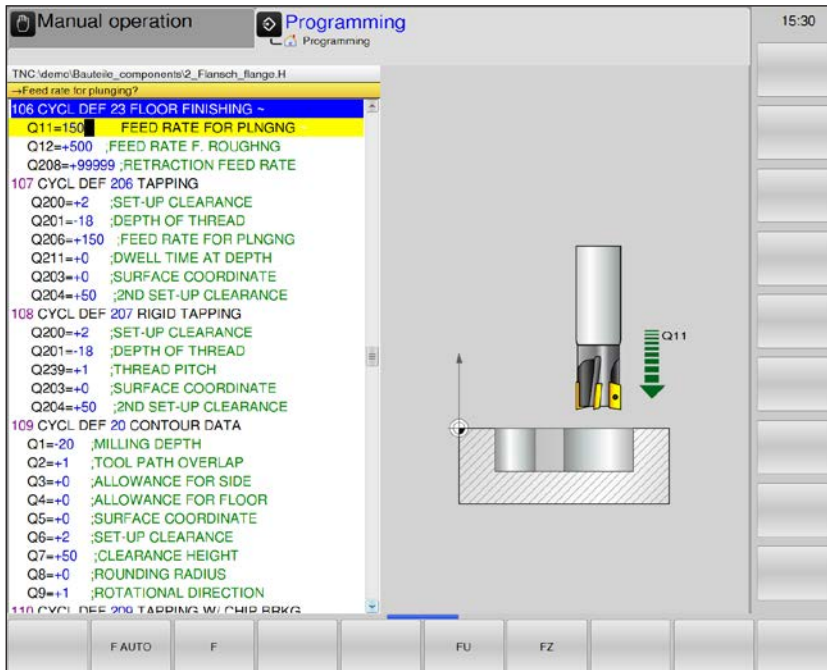 Manual operation
Programming
Programming
15:30
TNC:\demo\Bauteile_components\2_Flansch_flange.H
→Feed rate for plunging?
106 CYCL DEF 23 FLOOR FINISHING ~
Q11=150 FEED RATE FOR PLNGNG ~
Q12=+500 ;FEED RATE F. ROUGHNG
Q208=+99999 ;RETRACTION FEED RATE
107 CYCL DEF 206 TAPPING
Q200=+2 ;SET-UP CLEARANCE
Q201=-18 ;DEPTH OF THREAD
Q206=+150 ;FEED RATE FOR PLNGNG
Q211=+0 ;DWELL TIME AT DEPTH
Q203=+0 ;SURFACE COORDINATE
Q204=+50 ;2ND SET-UP CLEARANCE
108 CYCL DEF 207 RIGID TAPPING
Q200=+2 ;SET-UP CLEARANCE
Q201=-18 ;DEPTH OF THREAD
Q239=+1 ;THREAD PITCH
Q203=+0 ;SURFACE COORDINATE
Q204=+50 ;2ND SET-UP CLEARANCE
109 CYCL DEF 20 CONTOUR DATA
Q1=-20 ;MILLING DEPTH
Q2=+1 ;TOOL PATH OVERLAP
Q3=+0 ;ALLOWANCE FOR SIDE
Q4=+0 ;ALLOWANCE FOR FLOOR
Q5=+0 ;SURFACE COORDINATE
Q6=+2 ;SET-UP CLEARANCE
Q7=+50 ;CLEARANCE HEIGHT
Q8=+0 ;ROUNDING RADIUS
Q9=+1 ;ROTATIONAL DIRECTION
110 CYCL DEF 209 TAPPING W/ CHIP BRKG
Q11
F AUTO
F
FU
FZ